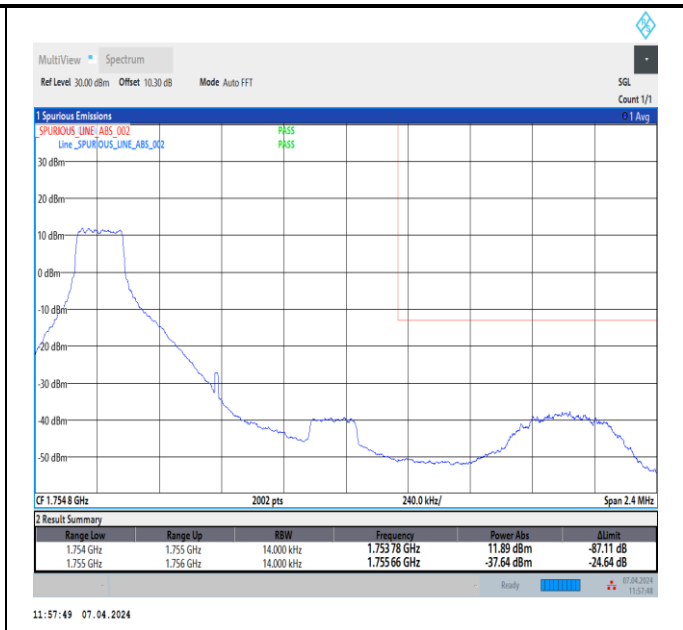 MultiView Spectrum
Ref Level 30.00 dBm Offset 10.30 dB Mode Auto FFT SGL
Count 1/1
1 Spurious Emissions 1 Avg
_SPURIOUS_LINE_ABS_002 PASS
Line _SPURIOUS_LINE_ABS_002 PASS
30 dBm
20 dBm
10 dBm
0 dBm
-10 dBm
-20 dBm
-30 dBm
-40 dBm
-50 dBm
CF 1.754 8 GHz 2002 pts 240.0 kHz/ Span 2.4 MHz
2 Result Summary
Range Low Range Up RBW Frequency Power Abs ΔLimit
1.754 GHz 1.755 GHz 14.000 kHz 1.753 78 GHz 11.89 dBm -87.11 dB
1.755 GHz 1.756 GHz 14.000 kHz 1.755 66 GHz -37.64 dBm -24.64 dB
Ready 07.04.2024
11:57:48
11:57:49 07.04.2024